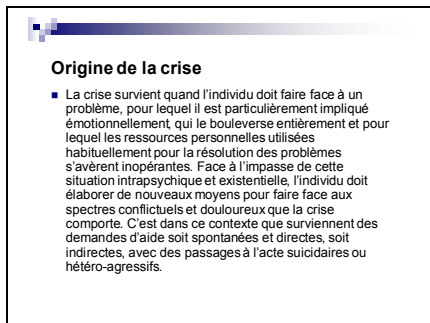 Origine de la crise
La crise survient quand l’individu doit faire face à un
problème, pour lequel il est particulièrement impliqué
émotionnellement, qui le bouleverse entièrement et pour
lequel les ressources personnelles utilisées
habituellement pour la résolution des problèmes
s’avèrent inopérantes. Face à l’impasse de cette
situation intrapsychique et existentielle, l’individu doit
élaborer de nouveaux moyens pour faire face aux
spectres conflictuels et douloureux que la crise
comporte. C’est dans ce contexte que surviennent des
demandes d’aide soit spontanées et directes, soit
indirectes, avec des passages à l’acte suicidaires ou
hétéro-agressifs.